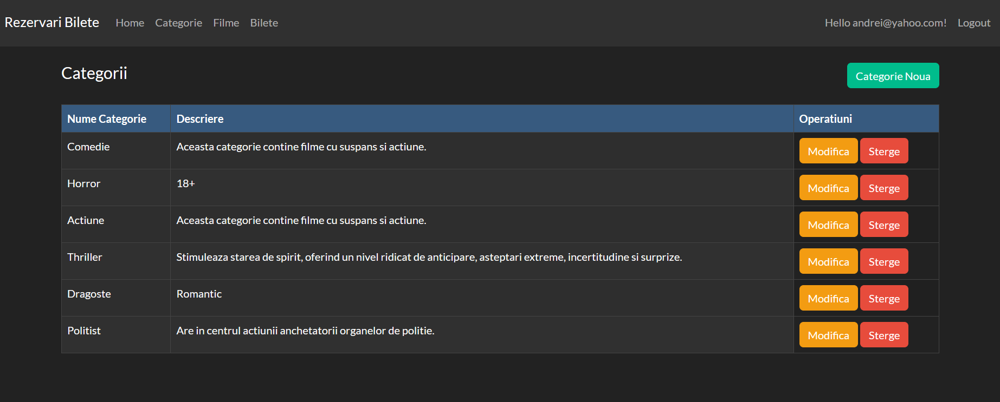 Rezervari Bilete Home Categorie Filme Bilete Hello andrei@yahoo.com! Logout
Categorii Categorie Noua
Nume Categorie Descriere Operatiuni
Comedie Aceasta categorie contine filme cu suspans si actiune. Modifica Sterge
Horror 18+ Modifica Sterge
Actiune Aceasta categorie contine filme cu suspans si actiune. Modifica Sterge
Thriller Stimuleaza starea de spirit, oferind un nivel ridicat de anticipare, asteptari extreme, incertitudine si surprize. Modifica Sterge
Dragoste Romantic Modifica Sterge
Politist Are in centrul actiunii anchetatorii organelor de politie. Modifica Sterge